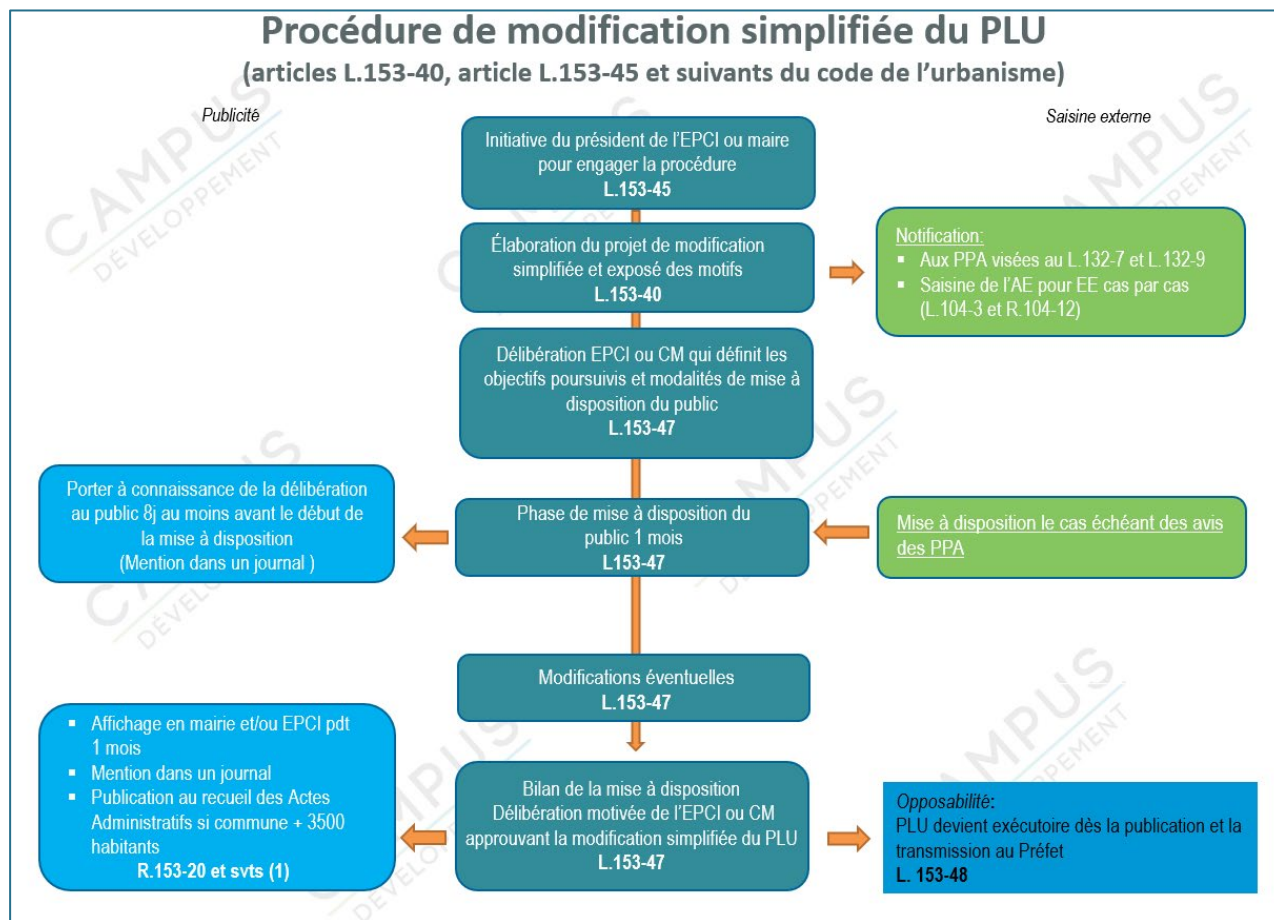 Procédure de modification simplifiée du PLU
(articles L.153-40, article L.153-45 et suivants du code de l'urbanisme)
Publicité
Saisine externe
Initiative du président de l'EPCI ou maire
pour engager la procédure
L.153-45
Élaboration du projet de modification
simplifiée et exposé des motifs
L.153-40
Notification:
▪ Aux PPA visées au L.132-7 et L.132-9
▪ Saisine de l'AE pour EE cas par cas
(L.104-3 et R.104-12)
Délibération EPCI ou CM qui définit les
objectifs poursuivis et modalités de mise à
disposition du public
L.153-47
Porter à connaissance de la délibération
au public 8j au moins avant le début de
la mise à disposition
(Mention dans un journal )
Phase de mise à disposition du
public 1 mois
L153-47
Mise à disposition le cas échéant des avis
des PPA
Modifications éventuelles
L.153-47
▪ Affichage en mairie et/ou EPCI pdt
1 mois
▪ Mention dans un journal
▪ Publication au recueil des Actes
Administratifs si commune + 3500
habitants
R.153-20 et svts (1)
Bilan de la mise à disposition
Délibération motivée de l'EPCI ou CM
approuvant la modification simplifiée du PLU
L.153-47
Opposabilité:
PLU devient exécutoire dès la publication et la
transmission au Préfet
L. 153-48
CAMPUS
DÉVELOPPEMENT
CAMPUS
DÉVELOPPEMENT